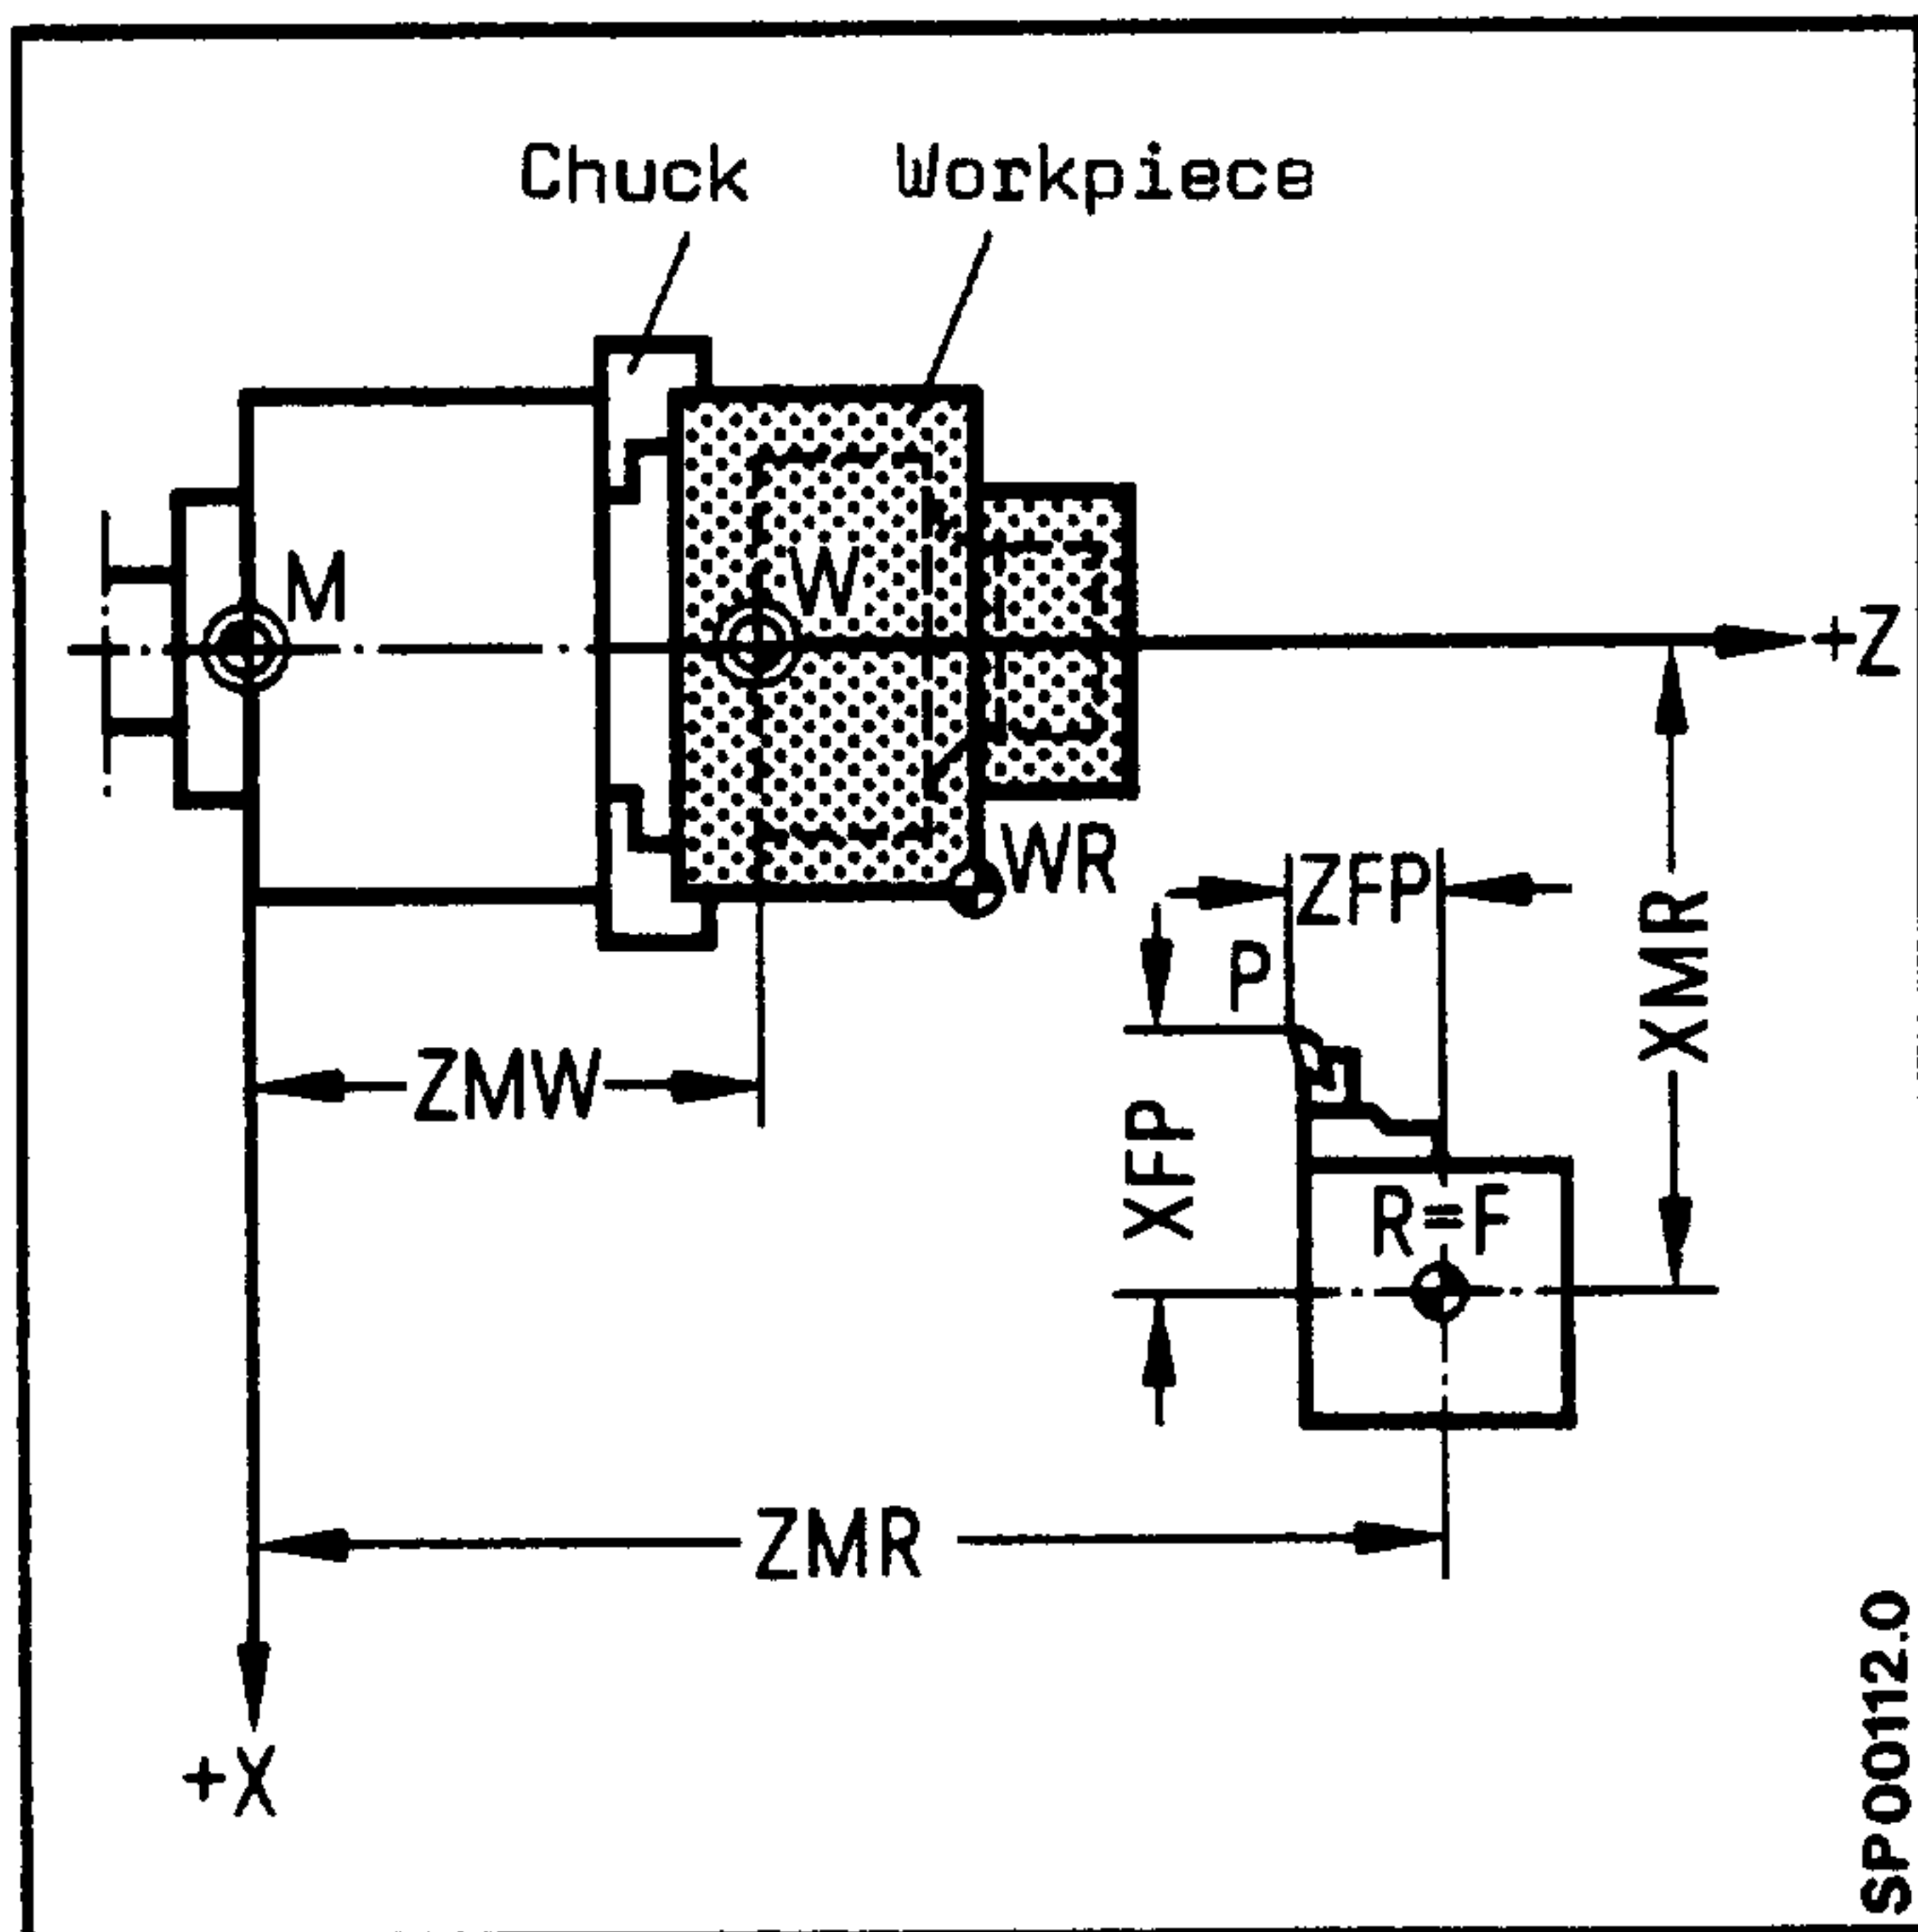 Chuck
Workpiece
M
W
+Z
WR
ZFP
P
XMR
ZMW
XFP
R=F
ZMR
+X
SP00112.0